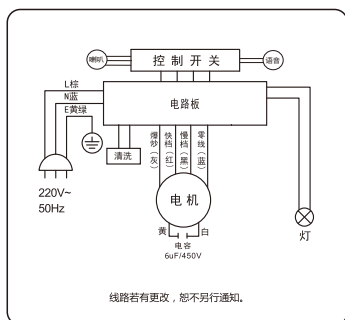 喇叭
控制开关
语音
L棕
N蓝
E黄绿
电路板
清洗
爆炒（灰）
快档（红）
慢档（黑）
零线（蓝）
220V~
50Hz
电机
黄
白
电容
6uF/450V
灯
线路若有更改，恕不另行通知。